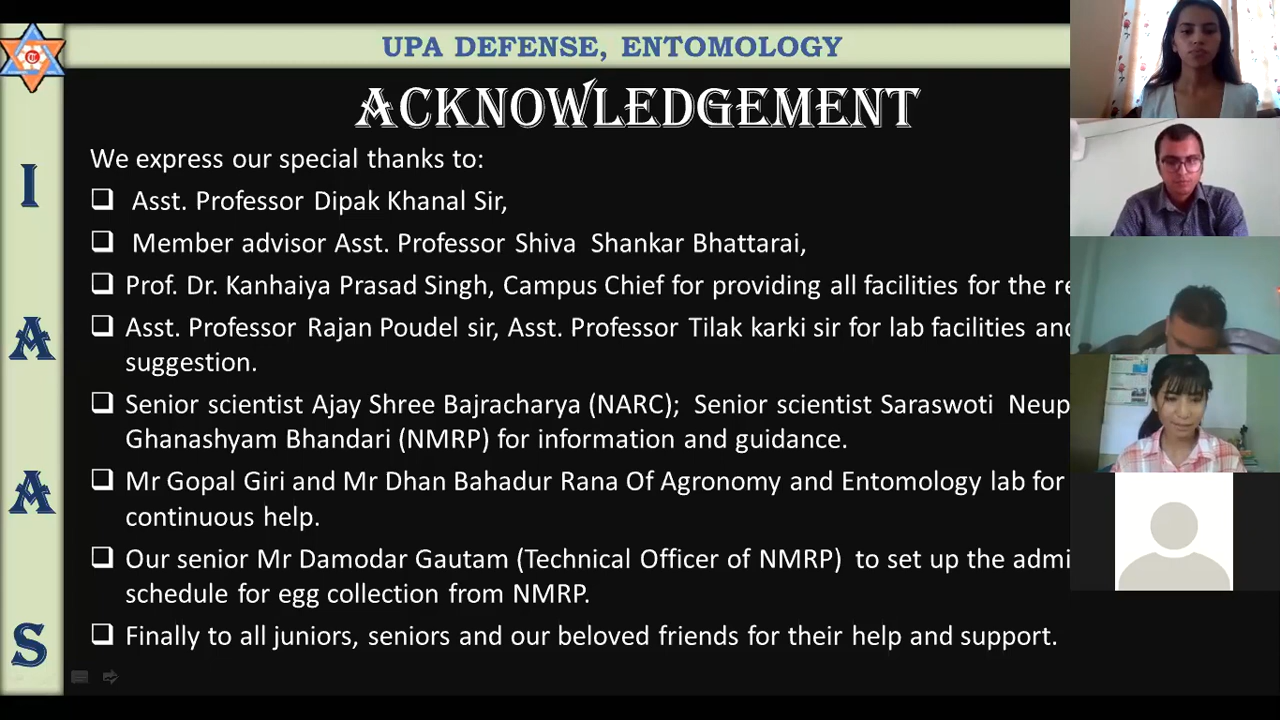 UPA DEFENSE, ENTOMOLOGY
ACKNOWLEDGEMENT
We express our special thanks to:
Asst. Professor Dipak Khanal Sir,
Member advisor Asst. Professor Shiva Shankar Bhattarai,
Prof. Dr. Kanhaiya Prasad Singh, Campus Chief for providing all facilities for the
Asst. Professor Rajan Poudel sir, Asst. Professor Tilak karki sir for lab facilities and
suggestion.
Senior scientist Ajay Shree Bajracharya (NARC); Senior scientist Saraswoti Neup
Ghanashyam Bhandari (NMRP) for information and guidance.
Mr Gopal Giri and Mr Dhan Bahadur Rana Of Agronomy and Entomology lab for
continuous help.
Our senior Mr Damodar Gautam (Technical Officer of NMRP) to set up the
schedule for egg collection from NMRP.
Finally to all juniors, seniors and our beloved friends for their help and support.
I
A
A
S